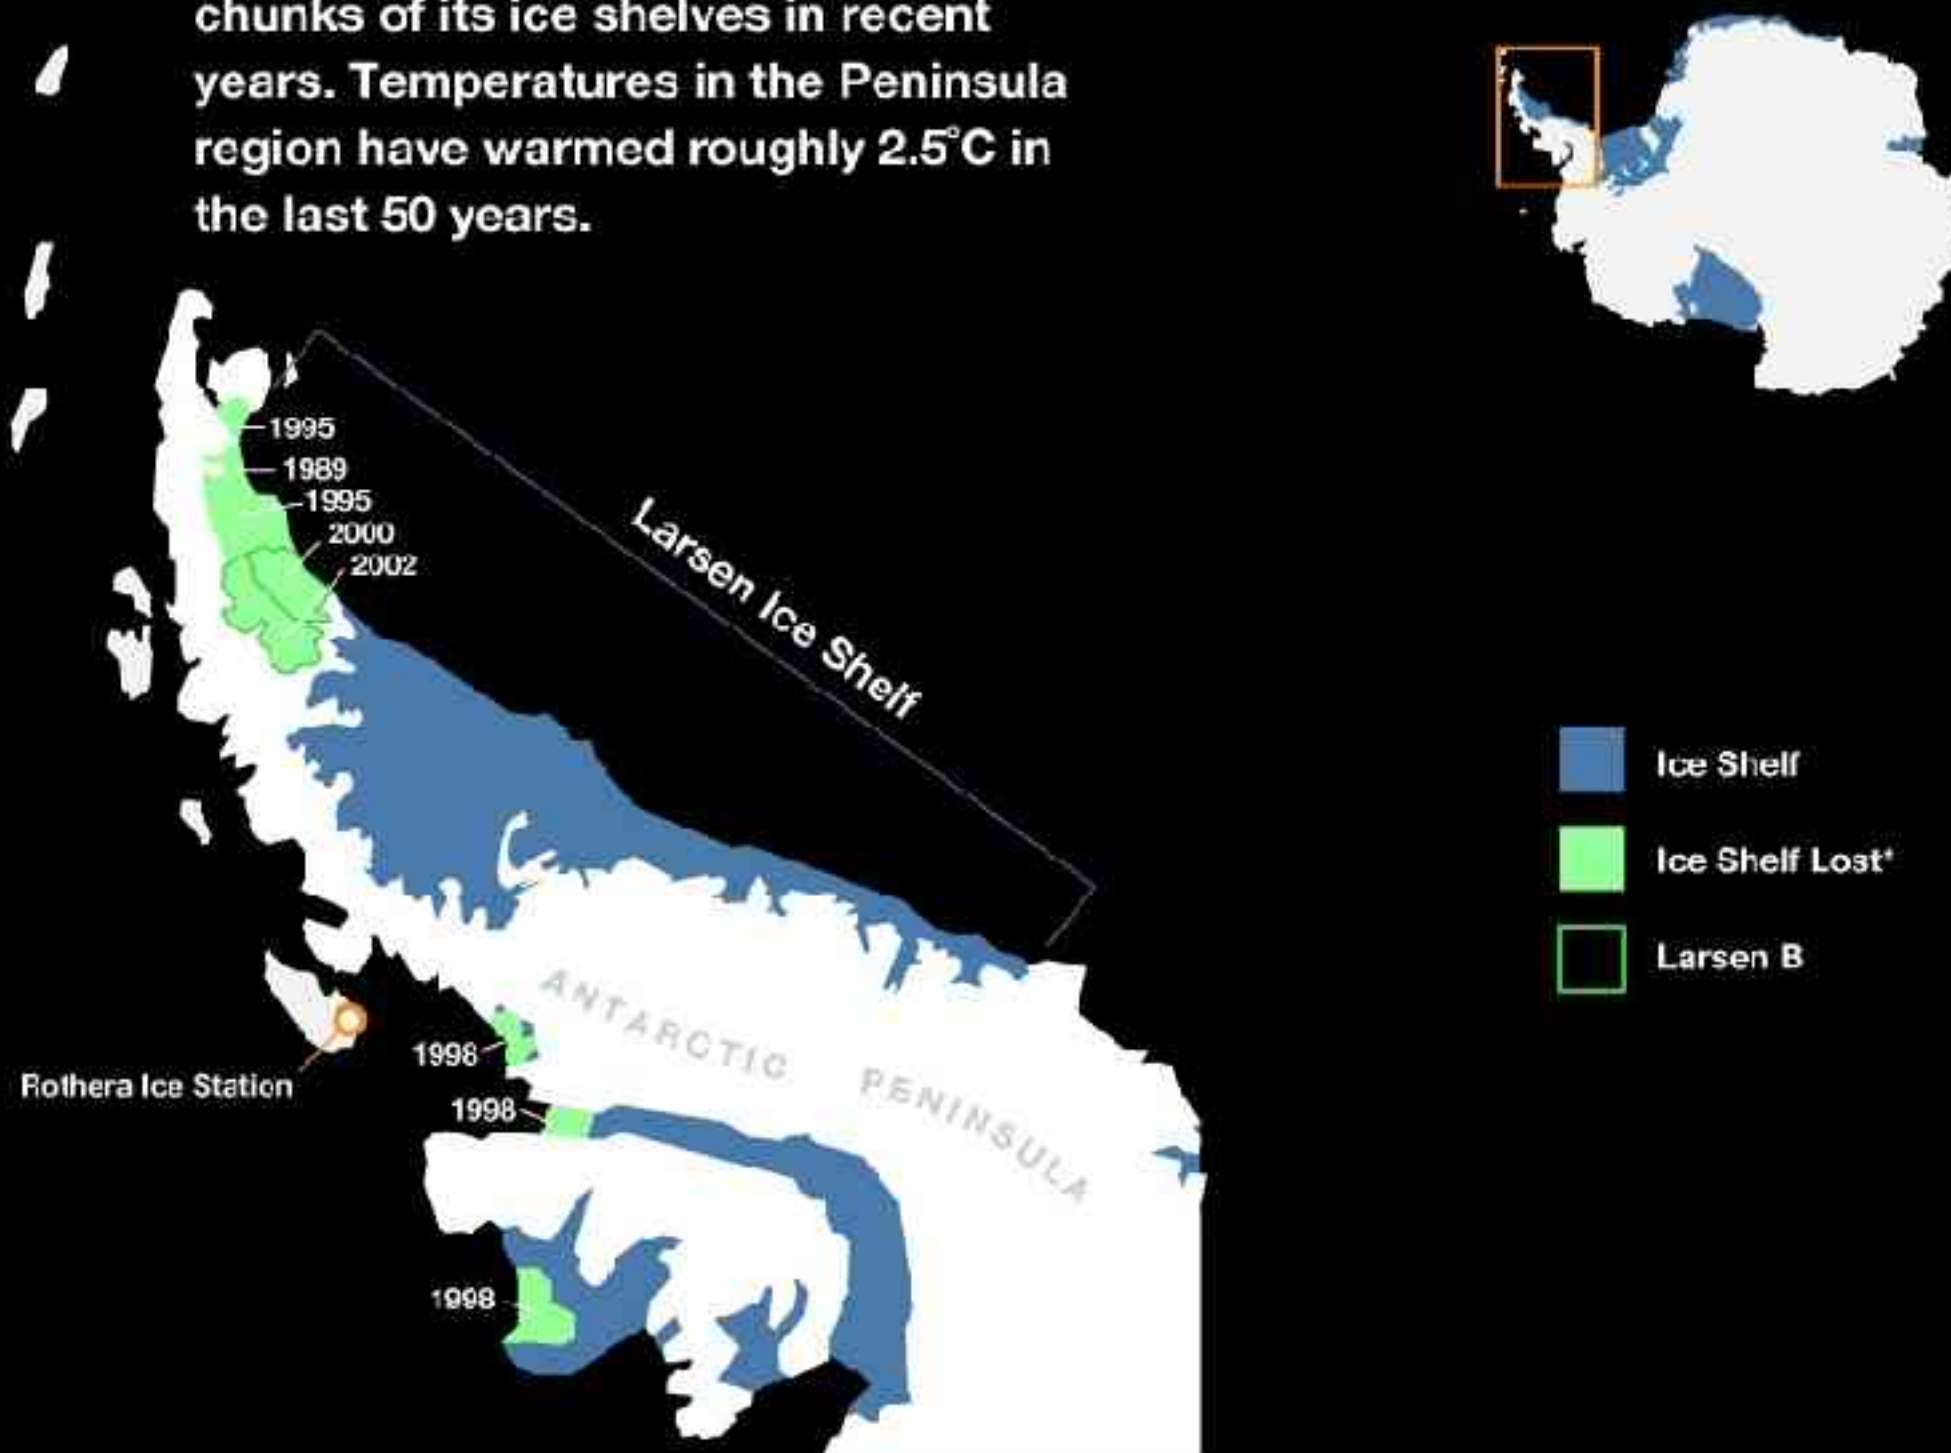 chunks of its ice shelves in recent
years. Temperatures in the Peninsula
region have warmed roughly 2.5°C in
the last 50 years.
1995
1989
1995
2000
2002
Larsen Ice Shelf
Ice Shelf
Ice Shelf Lost*
Larsen B
ANTARCTIC PENINSULA
Rothera Ice Station
1998
1998
1998